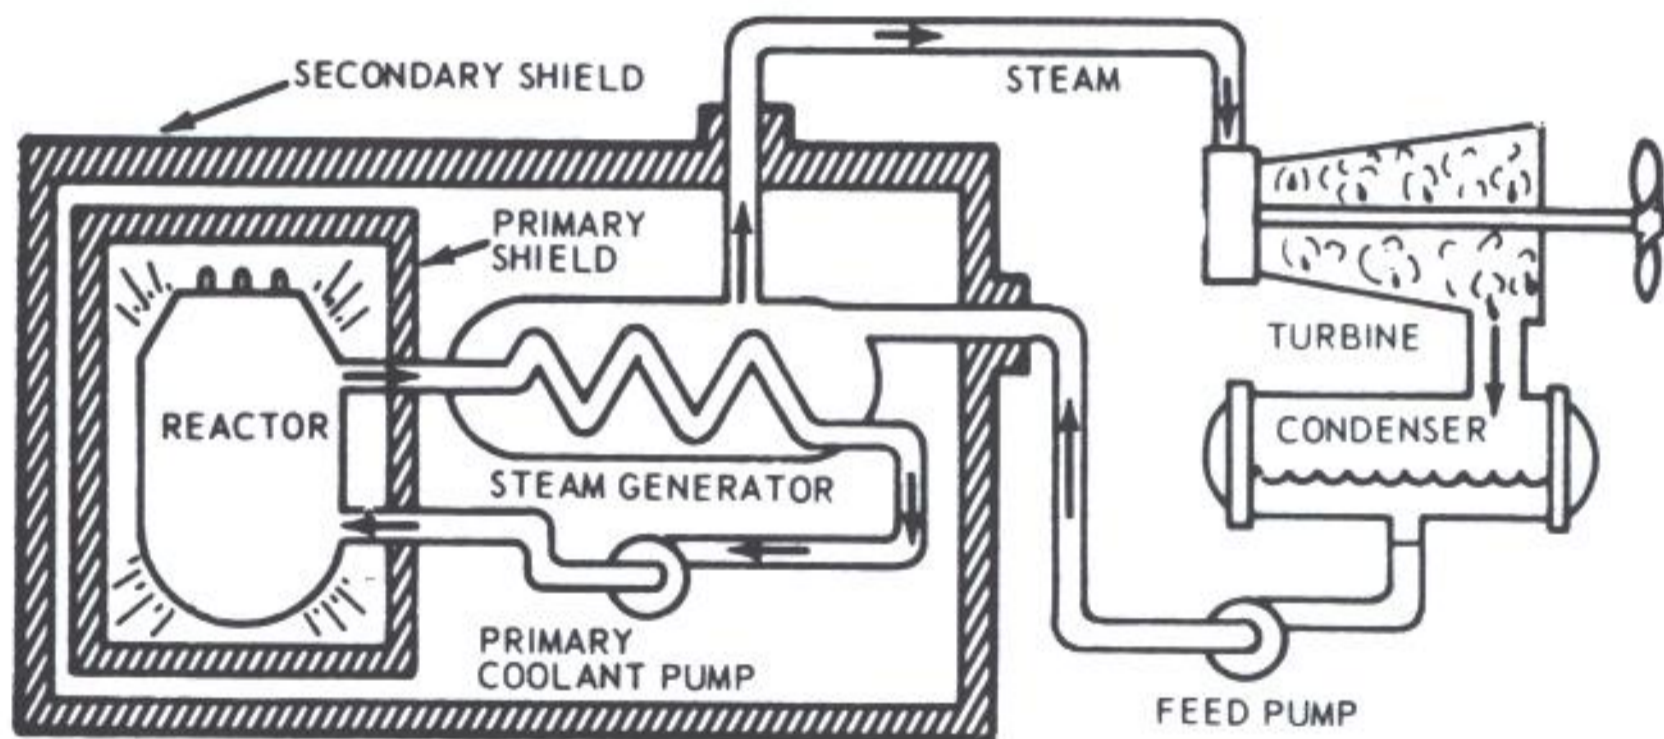 SECONDARY SHIELD
STEAM
PRIMARY
SHIELD
TURBINE
REACTOR
CONDENSER
STEAM GENERATOR
PRIMARY
COOLANT PUMP
FEED PUMP